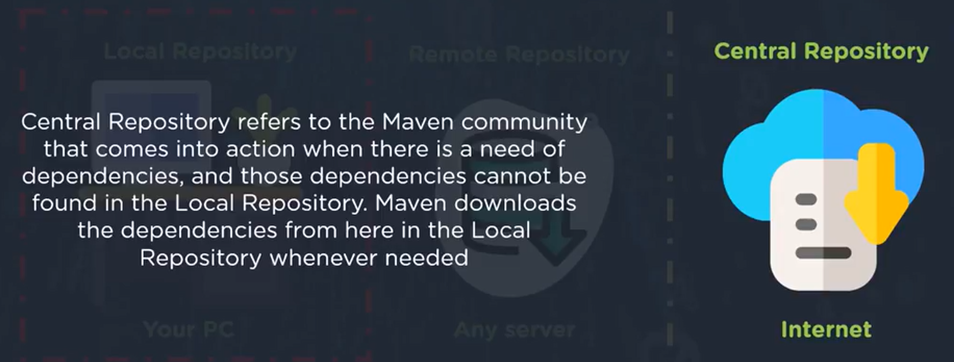 Local Repository
Remote Repository
Central Repository
Central Repository refers to the Maven community
that comes into action when there is a need of
dependencies, and those dependencies cannot be
found in the Local Repository. Maven downloads
the dependencies from here in the Local
Repository whenever needed
Your PC
Any server
Internet